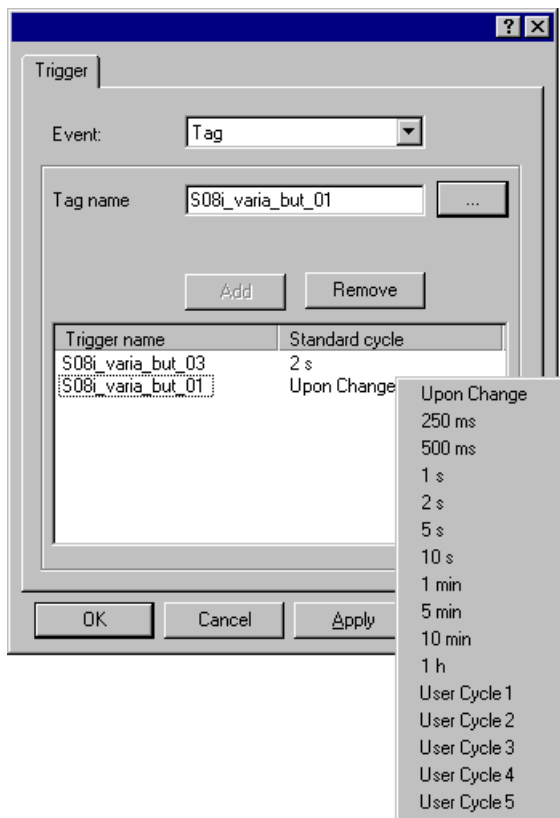 Trigger
Event: Tag
Tag name S08i_varia_but_01 ...
Add Remove
Trigger name Standard cycle
S08i_varia_but_03 2 s
S08i_varia_but_01 Upon Change
Upon Change
250 ms
500 ms
1 s
2 s
5 s
10 s
1 min
5 min
10 min
1 h
User Cycle 1
User Cycle 2
User Cycle 3
User Cycle 4
User Cycle 5
OK Cancel Apply